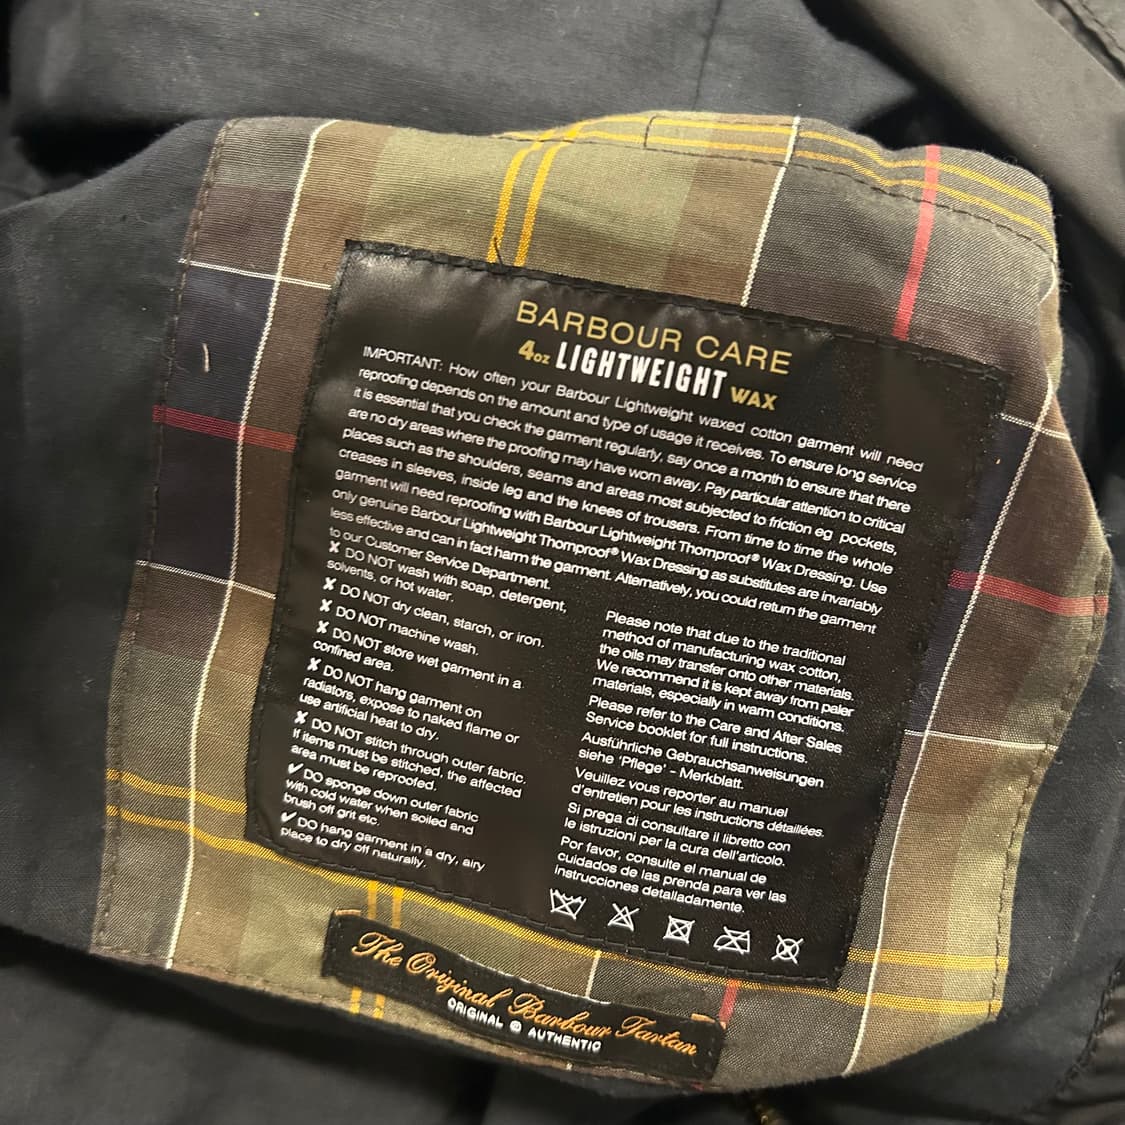 BARBOUR CARE
4oz LIGHTWEIGHT WAX
IMPORTANT: How often your Barbour Lightweight waxed cotton garment will need
reproofing depends on the amount and type of usage it receives. To ensure long service
it is essential that you check the garment regularly, say once a month to ensure that there
are no dry areas where the proofing may have worn away. Pay particular attention to critical
places such as the shoulders, seams and areas most subjected to friction eg pockets,
creases in sleeves, inside leg and the knees of trousers. From time to time the whole
garment will need reproofing with Barbour Lightweight Thornproof® Wax Dressing. Use
only genuine Barbour Lightweight Thornproof® Wax Dressing as substitutes are invariably
less effective and can in fact harm the garment. Alternatively, you could return the garment
to our Customer Service Department.
✘ DO NOT wash with soap, detergent,
solvents, or hot water.
✘ DO NOT dry clean, starch, or iron.
✘ DO NOT machine wash.
✘ DO NOT store wet garment in a
confined area.
✘ DO NOT hang garment on
radiators, expose to naked flame or
use artificial heat to dry.
✘ DO NOT stitch through outer fabric.
If items must be stitched, the affected
area must be reproofed.
✔ DO sponge down outer fabric
with cold water when soiled and
brush off grit etc.
✔ DO hang garment in a dry, airy
place to dry off naturally.
Please note that due to the traditional
method of manufacturing wax cotton,
the oils may transfer onto other materials.
We recommend it is kept away from paler
materials, especially in warm conditions.
Please refer to the Care and After Sales
Service booklet for full instructions.
Ausführliche Gebrauchsanweisungen
siehe 'Pflege' - Merkblatt.
Veuillez vous reporter au manuel
d'entretien pour les instructions détaillées.
Si prega di consultare il libretto con
le istruzioni per la cura dell'articolo.
Por favor, consulte el manual de
cuidados de las prenda para ver las
instrucciones detalladamente.
The Original Barbour Tartan
ORIGINAL @ AUTHENTIC